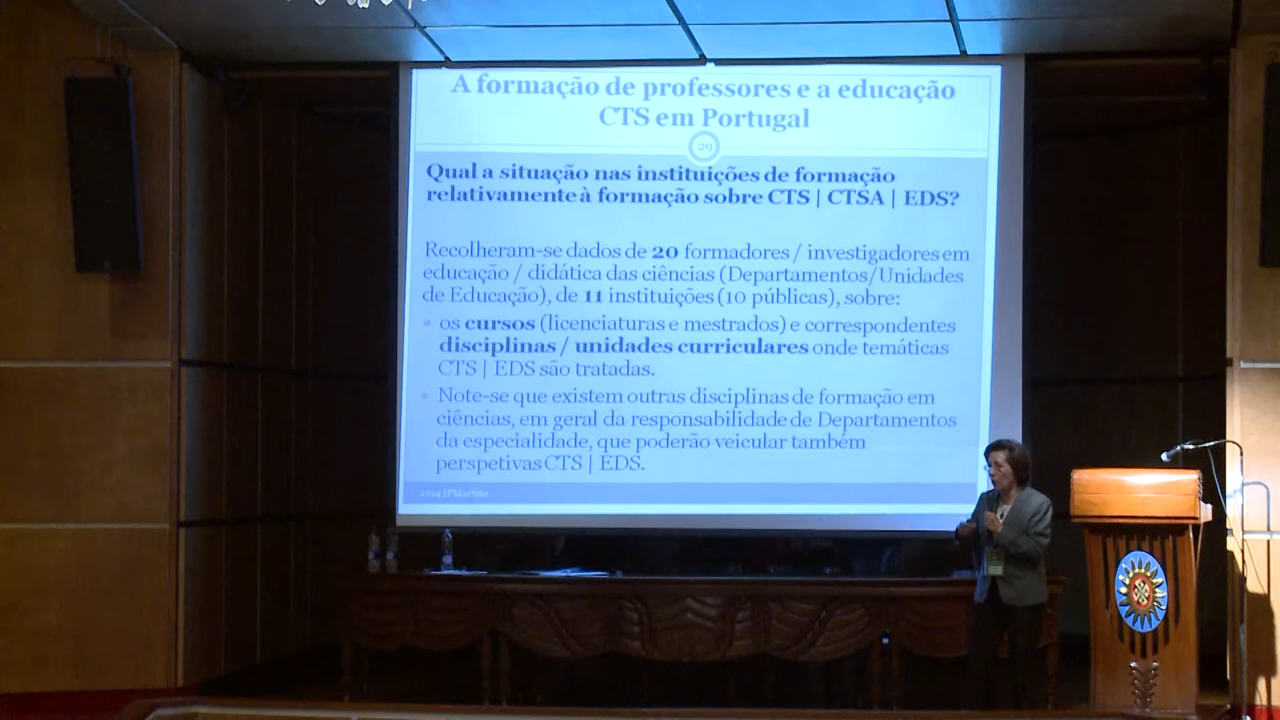 A formação de professores e a educação
CTS em Portugal
29
Qual a situação nas instituições de formação
relativamente à formação sobre CTS | CTSA | EDS?
Recolheram-se dados de 20 formadores / investigadores em
educação / didática das ciências (Departamentos/Unidades
de Educação), de 11 instituições (10 públicas), sobre:
os cursos (licenciaturas e mestrados) e correspondentes
disciplinas / unidades curriculares onde temáticas
CTS | EDS são tratadas.
Note-se que existem outras disciplinas de formação em
ciências, em geral da responsabilidade de Departamentos
da especialidade, que poderão veicular também
perspetivas CTS | EDS.
2014 IPMartins